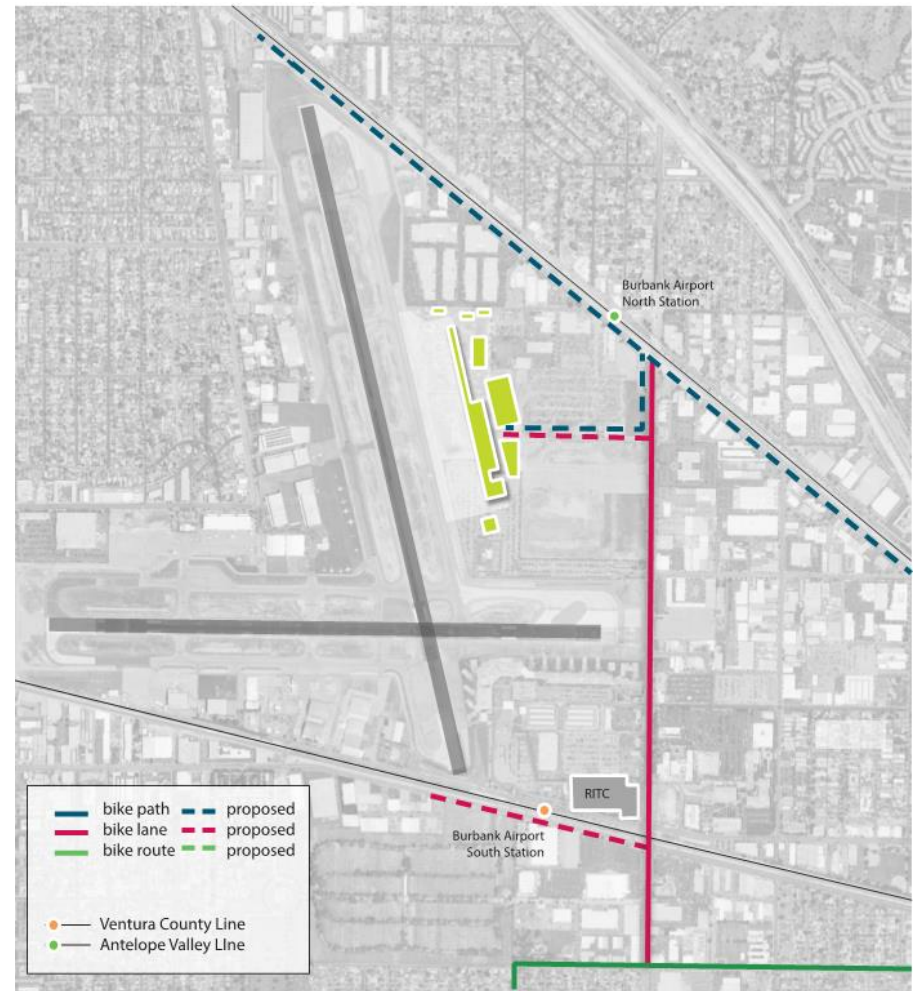 Burbank Airport
North Station
RITC
Burbank Airport
South Station
bike path proposed
bike lane proposed
bike route proposed
Ventura County Line
Antelope Valley LIne